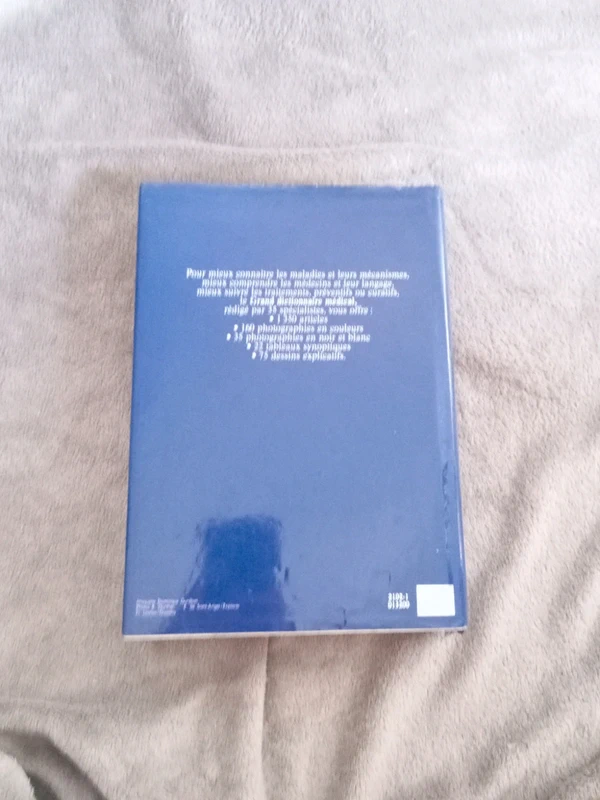 Pour mieux connaître les maladies et leurs mécanismes,
mieux comprendre les médecins et leur langage,
mieux suivre les traitements, préventifs ou curatifs,
le Grand dictionnaire médical,
rédigé par 35 spécialistes, vous offre :
1 350 articles
160 photographies en couleurs
35 photographies en noir et blanc
22 tableaux synoptiques
75 dessins explicatifs.